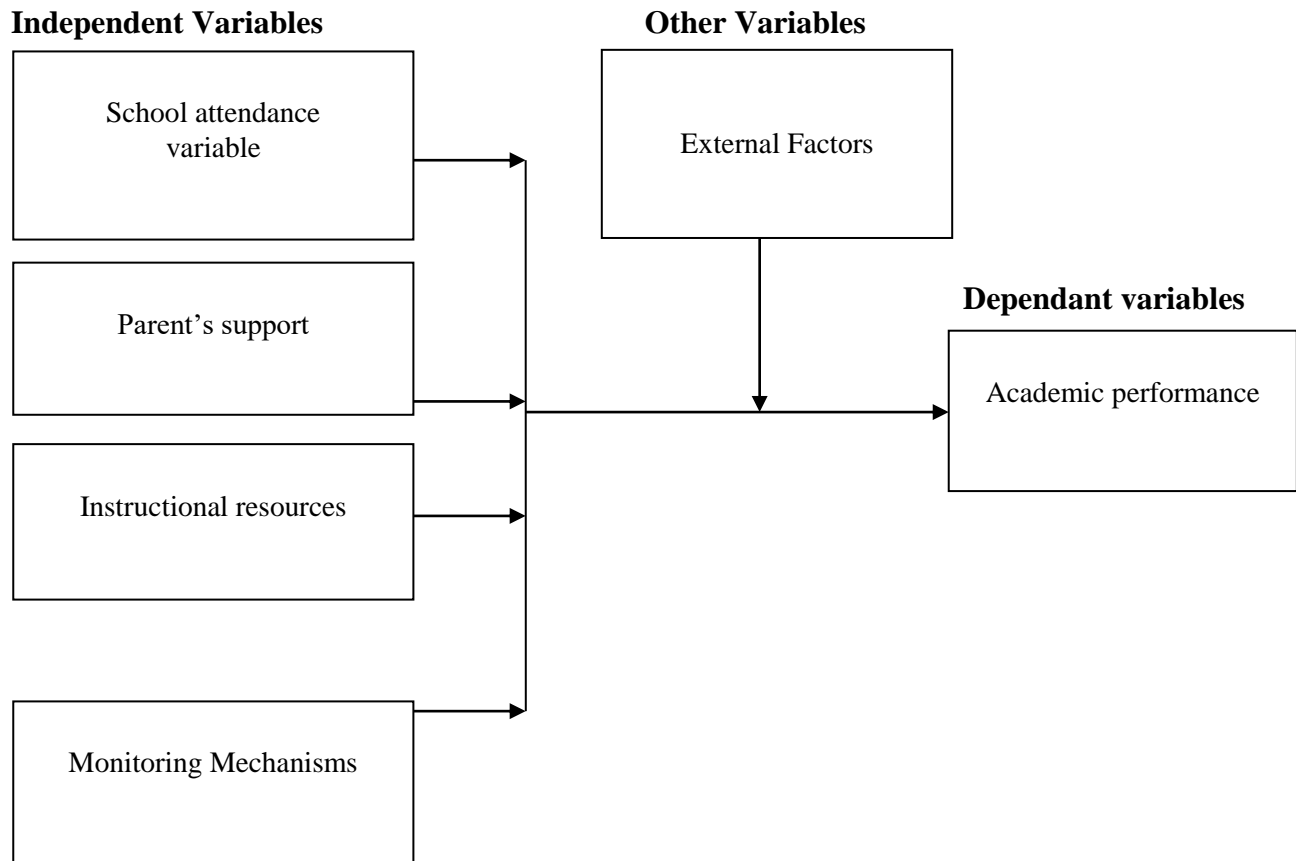 Independent Variables
School attendance
variable
Parent’s support
Instructional resources
Monitoring Mechanisms
Other Variables
External Factors
Dependant variables
Academic performance